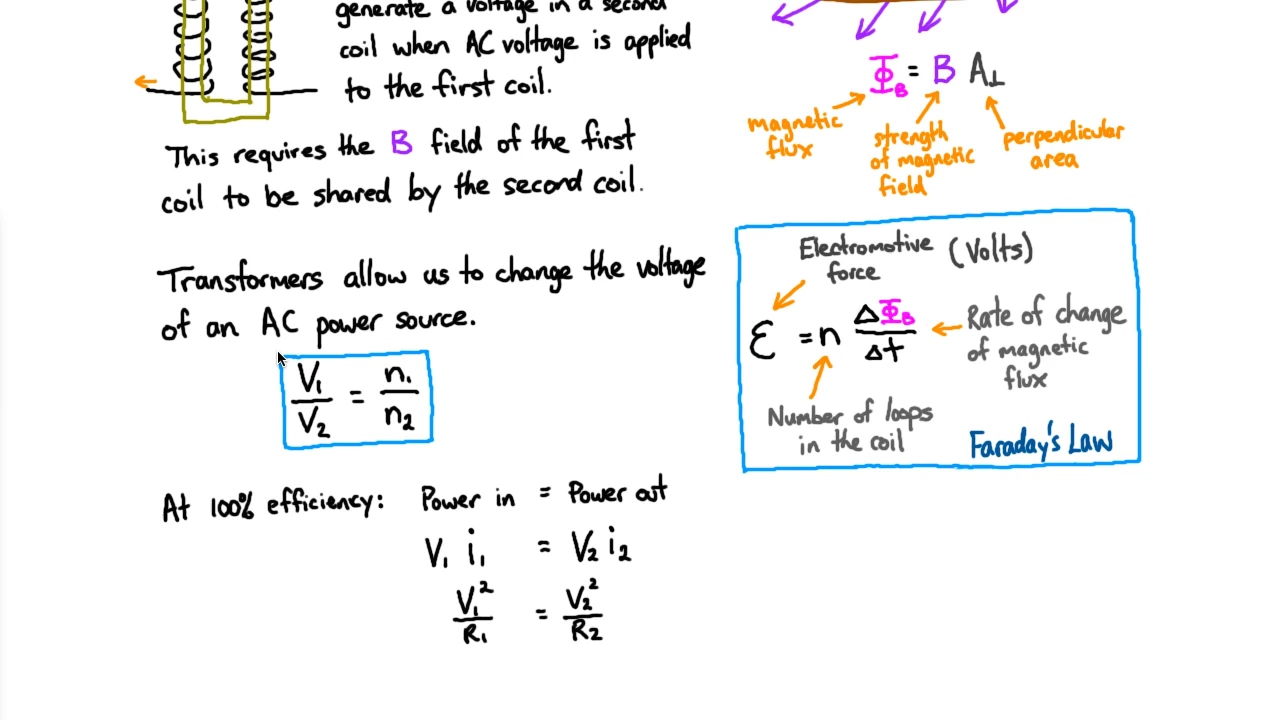 generate a voltage in a second
coil when AC voltage is applied
to the first coil.
This requires the B field of the first
coil to be shared by the second coil.
Transformers allow us to change the voltage
of an AC power source.
V₁/V₂ = n₁/n₂
At 100% efficiency: Power in = Power out
V₁ i₁ = V₂ i₂
V₁²/R₁ = V₂²/R₂
Φ_B = B A⊥
magnetic
flux
strength
of magnetic
field
perpendicular
area
Electromotive (Volts)
force
ℰ = n ΔΦ_B/Δt
Rate of change
of magnetic
flux
Number of loops
in the coil
Faraday's Law